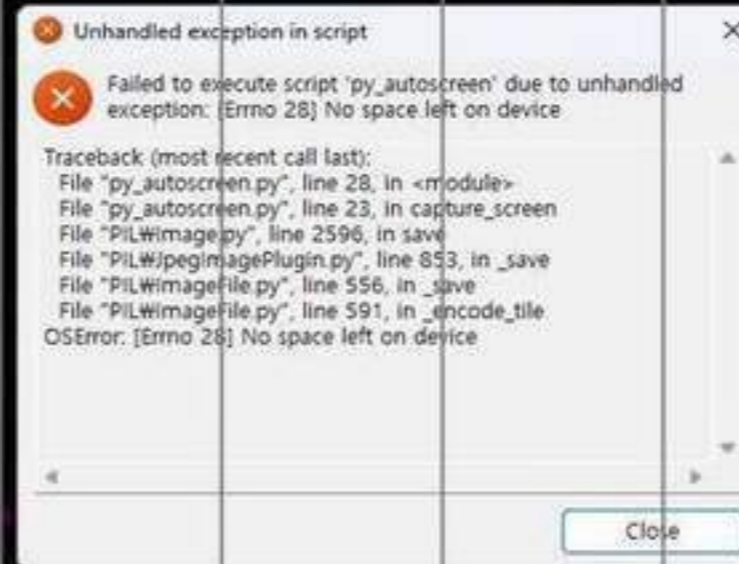 Unhandled exception in script
Failed to execute script 'py_autoscreen' due to unhandled
exception: [Errno 28] No space left on device
Traceback (most recent call last):
File "py_autoscreen.py", line 28, in <module>
File "py_autoscreen.py", line 23, in capture_screen
File "PIL₩Image.py", line 2596, in save
File "PIL₩JpegImagePlugin.py", line 853, in _save
File "PIL₩ImageFile.py", line 556, in _save
File "PIL₩ImageFile.py", line 591, in _encode_tile
OSError: [Errno 28] No space left on device
Close